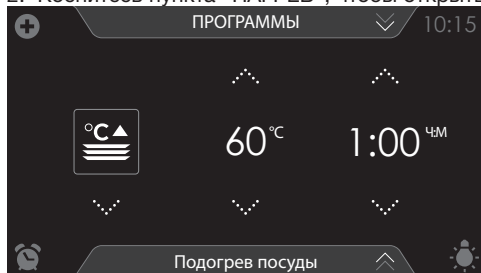 ПРОГРАММЫ
10:15
°C
60 °C
1:00 Ч:М
Подогрев посуды